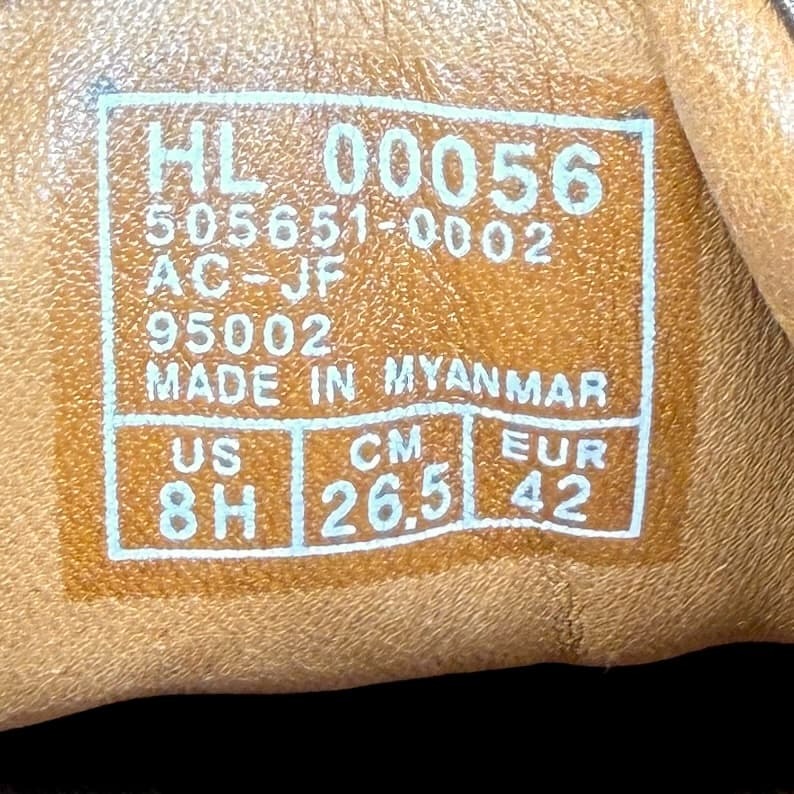 HL 00056
505651-0002
AC-JF
95002
MADE IN MYANMAR
US CM EUR
8H 26.5 42